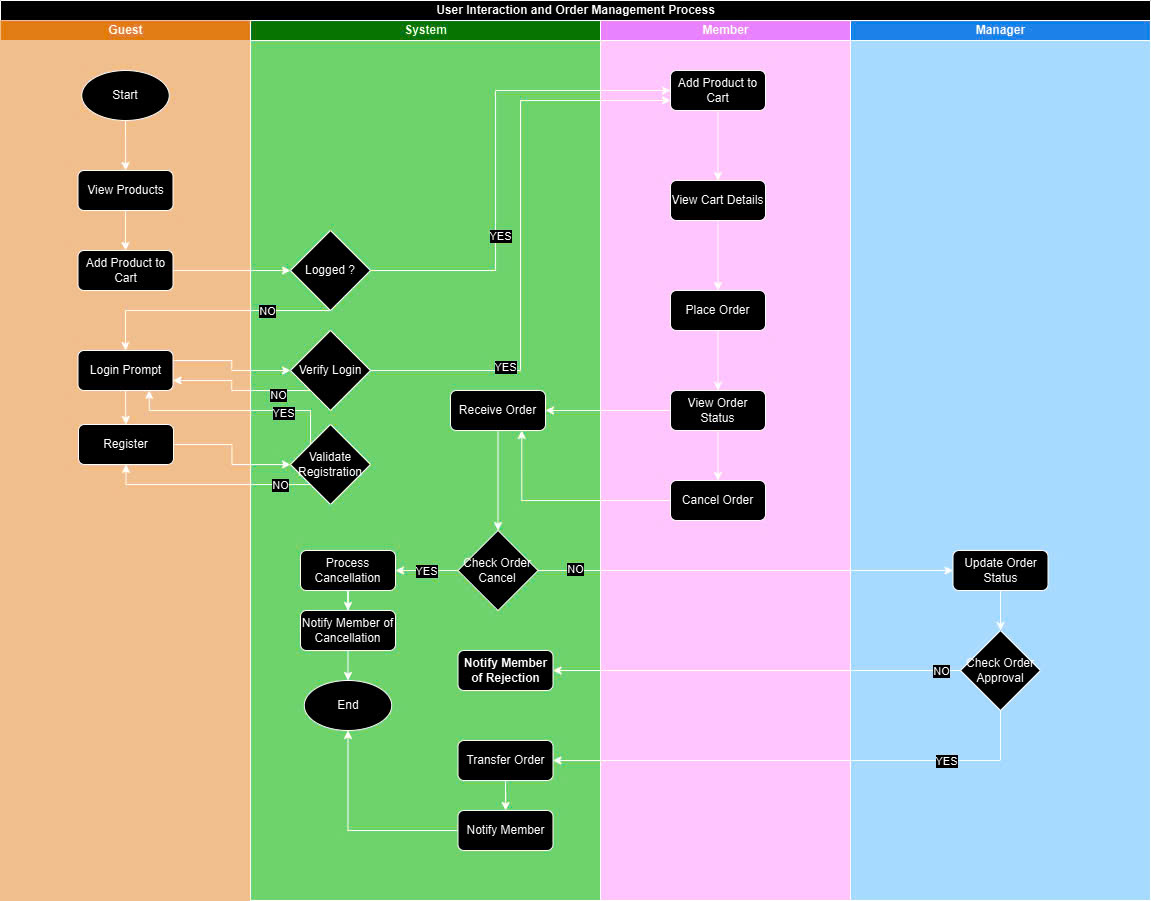 User Interaction and Order Management Process
Guest
System
Member
Manager
Start
Add Product to
Cart
View Products
View Cart Details
YES
Add Product to
Cart
Logged ?
NO
Place Order
Login Prompt
Verify Login
YES
NO
YES
Receive Order
View Order
Status
Register
Validate
Registration
NO
Cancel Order
Process
Cancellation
YES
Check Order
Cancel
NO
Update Order
Status
Notify Member of
Cancellation
Notify Member
of Rejection
NO
Check Order
Approval
End
Transfer Order
YES
Notify Member